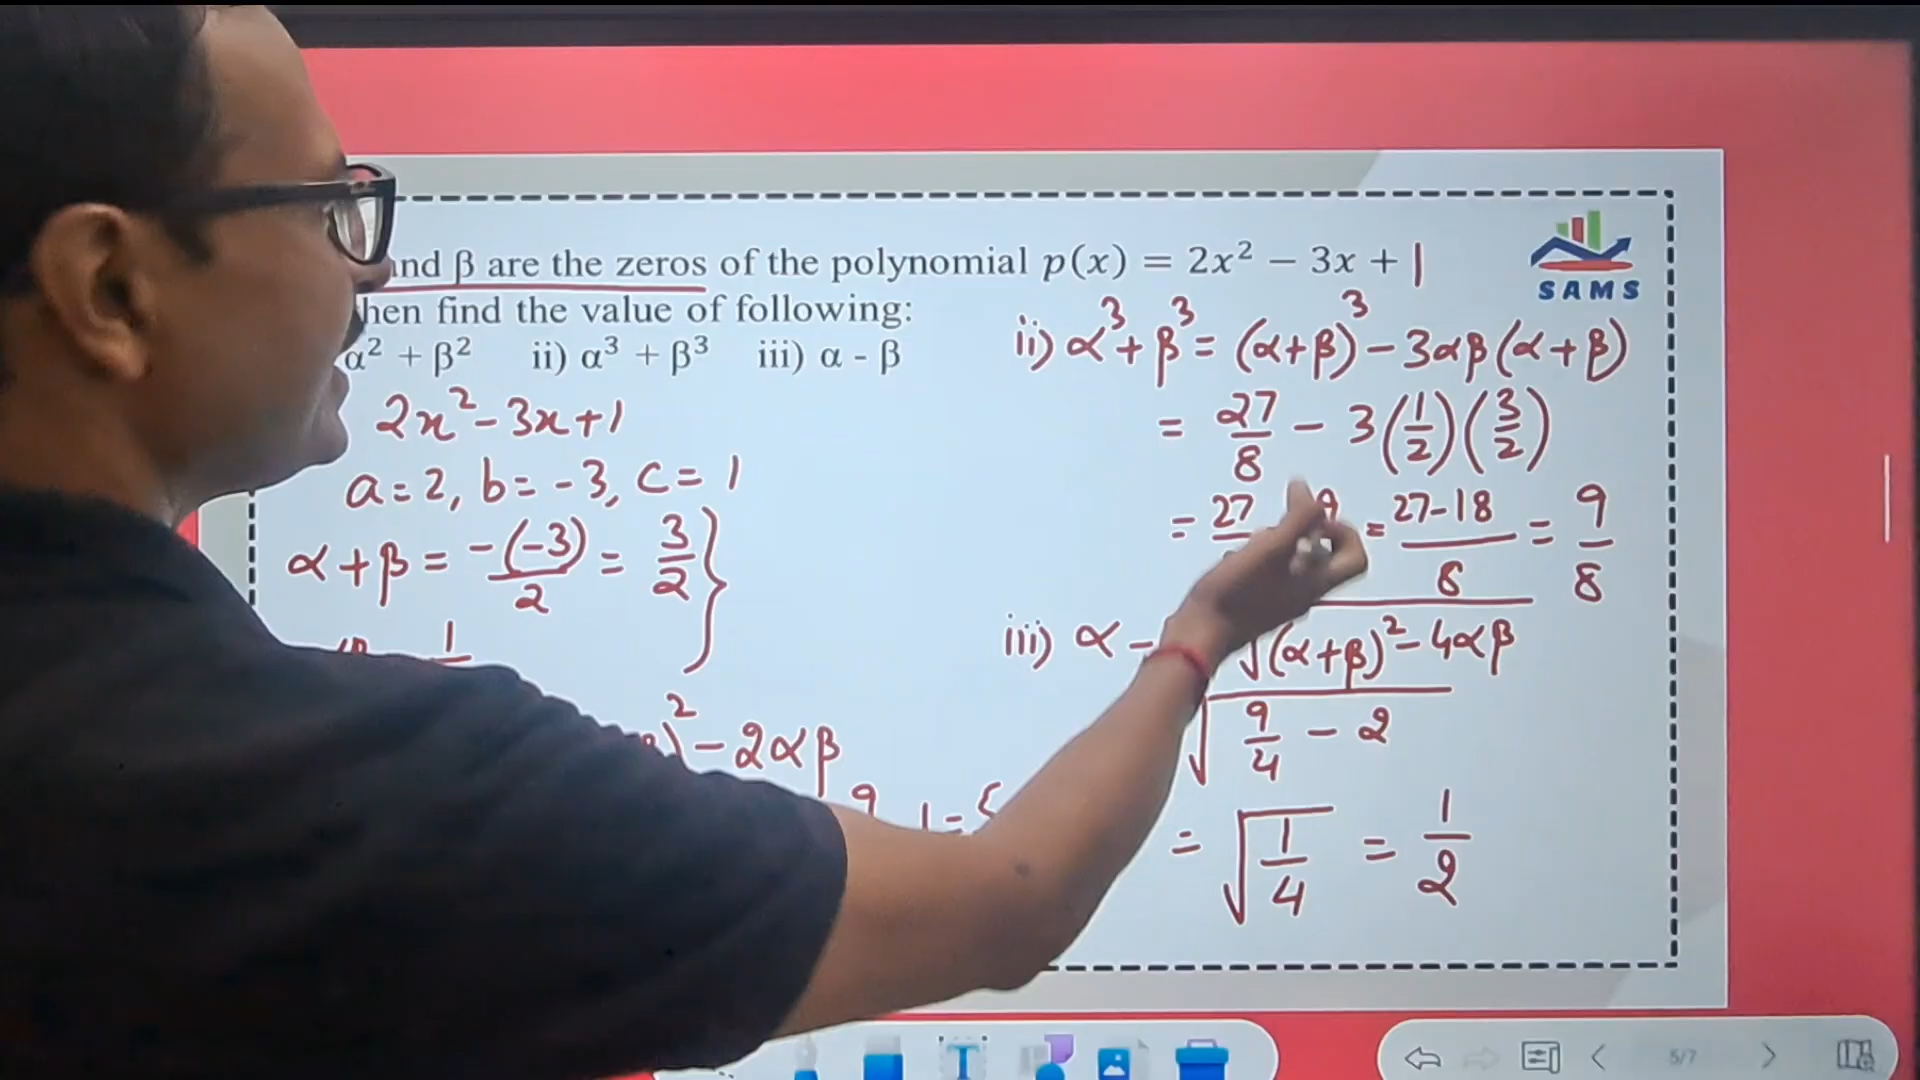 and β are the zeros of the polynomial p(x) = 2x² − 3x + 1
then find the value of following:
α² + β² ii) α³ + β³ iii) α - β
2x² - 3x + 1
a = 2, b = -3, c = 1
α + β = -(-3)/2 = 3/2 }
)² - 2αβ
1 =
SAMS
ii) α³ + β³ = (α+β)³ - 3αβ(α+β)
= 27/8 - 3(1/2)(3/2)
= 27 = 27-18/8 = 9/8
iii) α - √(α+β)² - 4αβ
√9/4 - 2
= √1/4 = 1/2
T
5/7